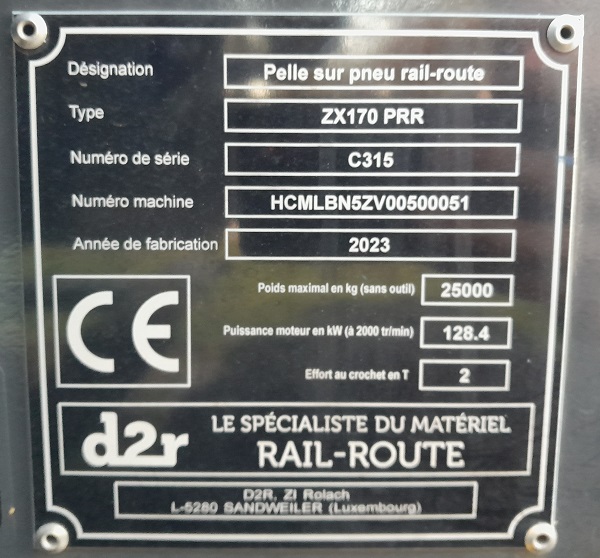 Désignation Pelle sur pneu rail-route
Type ZX170 PRR
Numéro de série C315
Numéro machine HCMLBN5ZV00500051
Année de fabrication 2023
Poids maximal en kg (sans outil) 25000
Puissance moteur en kW (à 2000 tr/min) 128.4
Effort au crochet en T 2
CE
d2r
LE SPÉCIALISTE DU MATÉRIEL
RAIL-ROUTE
D2R, ZI Rolach
L-5280 SANDWEILER (Luxembourg)